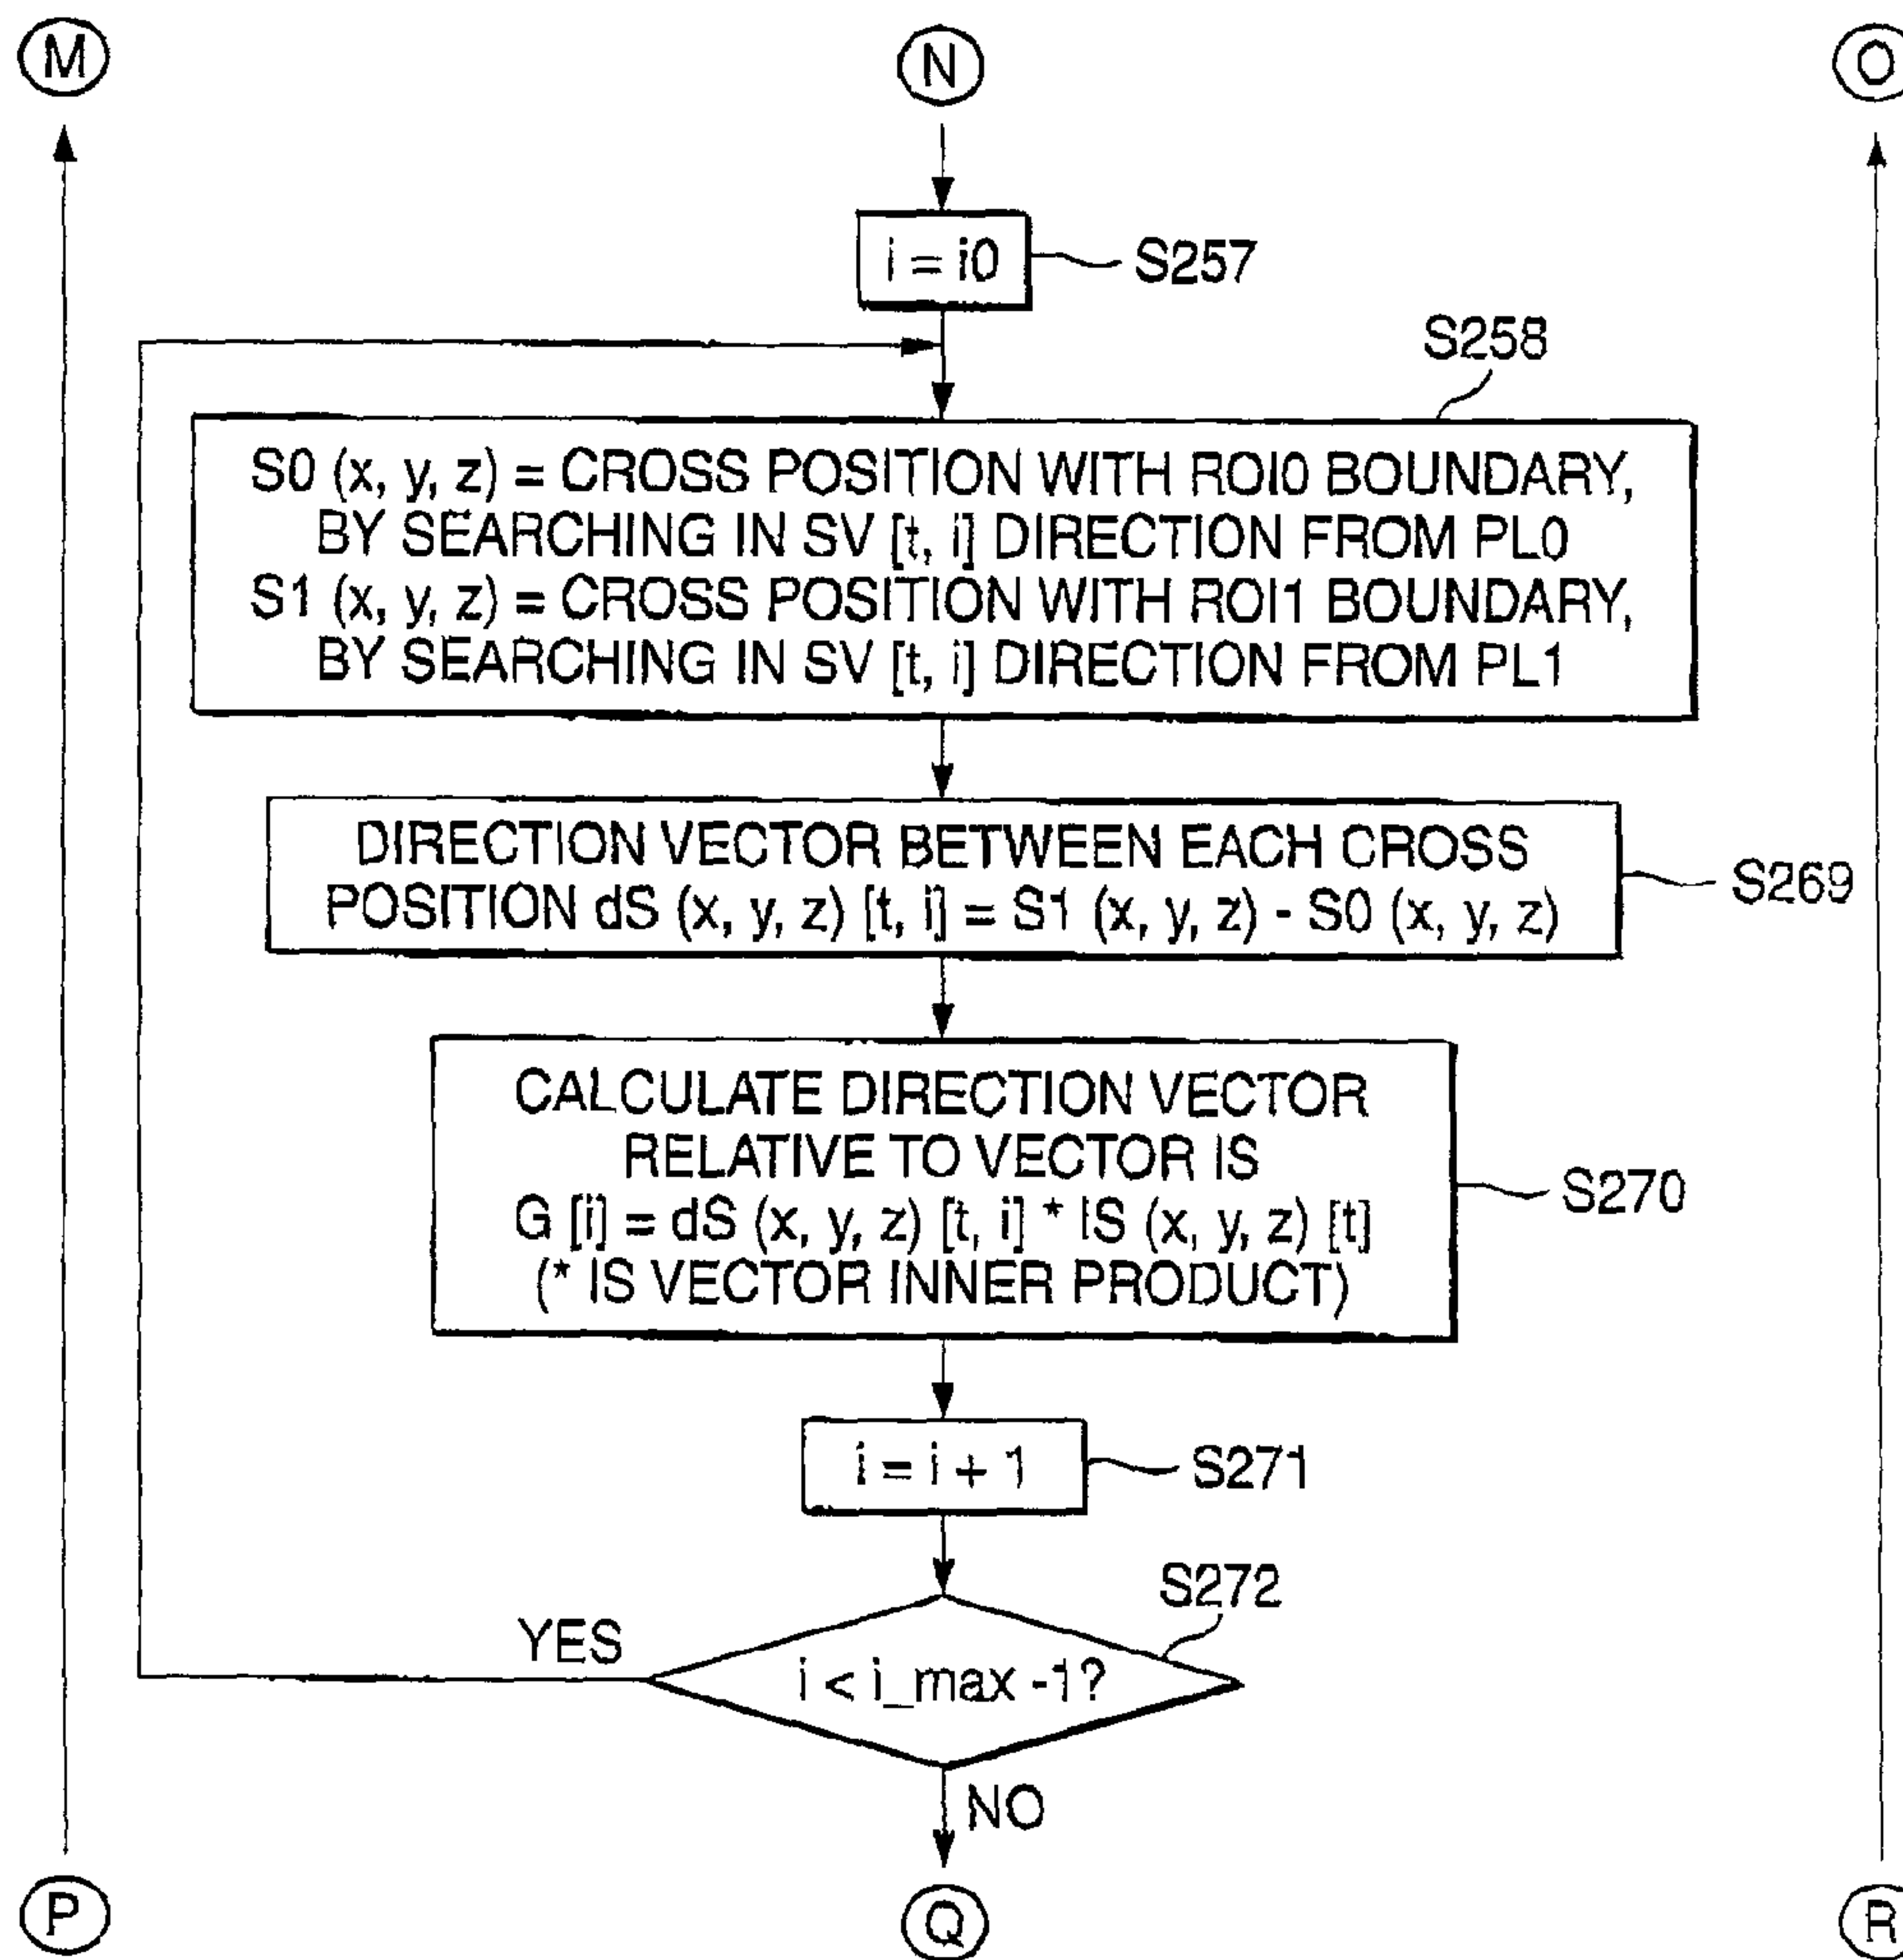 M
N
O
i = i0
S257
S258
S0 (x, y, z) = CROSS POSITION WITH ROI0 BOUNDARY,
BY SEARCHING IN SV [t, i] DIRECTION FROM PL0
S1 (x, y, z) = CROSS POSITION WITH ROI1 BOUNDARY,
BY SEARCHING IN SV [t, i] DIRECTION FROM PL1
DIRECTION VECTOR BETWEEN EACH CROSS
POSITION dS (x, y, z) [t, i] = S1 (x, y, z) - S0 (x, y, z)
S269
CALCULATE DIRECTION VECTOR
RELATIVE TO VECTOR IS
G [i] = dS (x, y, z) [t, i] * IS (x, y, z) [t]
(* IS VECTOR INNER PRODUCT)
S270
i = i + 1
S271
S272
YES
i < i_max -1?
NO
P
Q
R